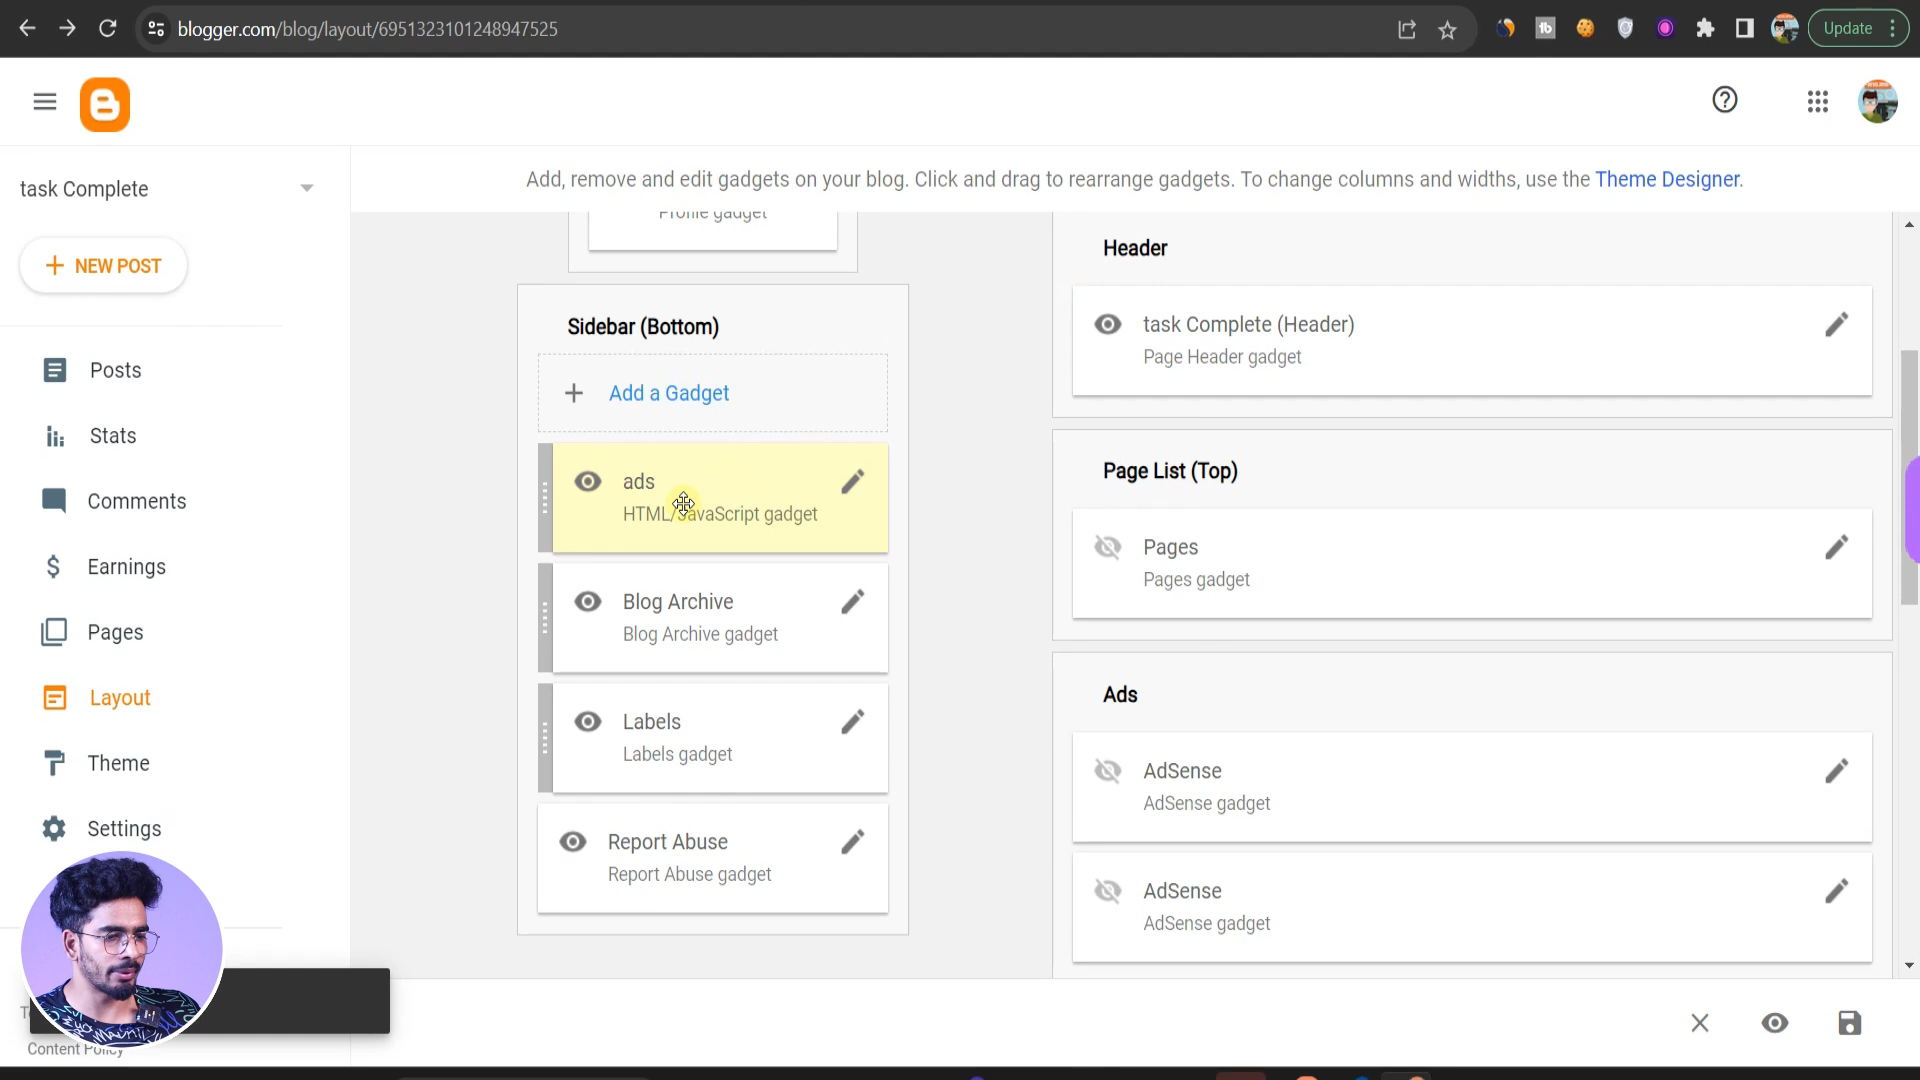 blogger.com/blog/layout/6951323101248947525
Update
task Complete
NEW POST
Posts
Stats
Comments
Earnings
Pages
Layout
Theme
Settings
Content Policy
Add, remove and edit gadgets on your blog. Click and drag to rearrange gadgets. To change columns and widths, use the Theme Designer.
Profile gadget
Sidebar (Bottom)
Add a Gadget
ads
HTML/JavaScript gadget
Blog Archive
Blog Archive gadget
Labels
Labels gadget
Report Abuse
Report Abuse gadget
Header
task Complete (Header)
Page Header gadget
Page List (Top)
Pages
Pages gadget
Ads
AdSense
AdSense gadget
AdSense
AdSense gadget